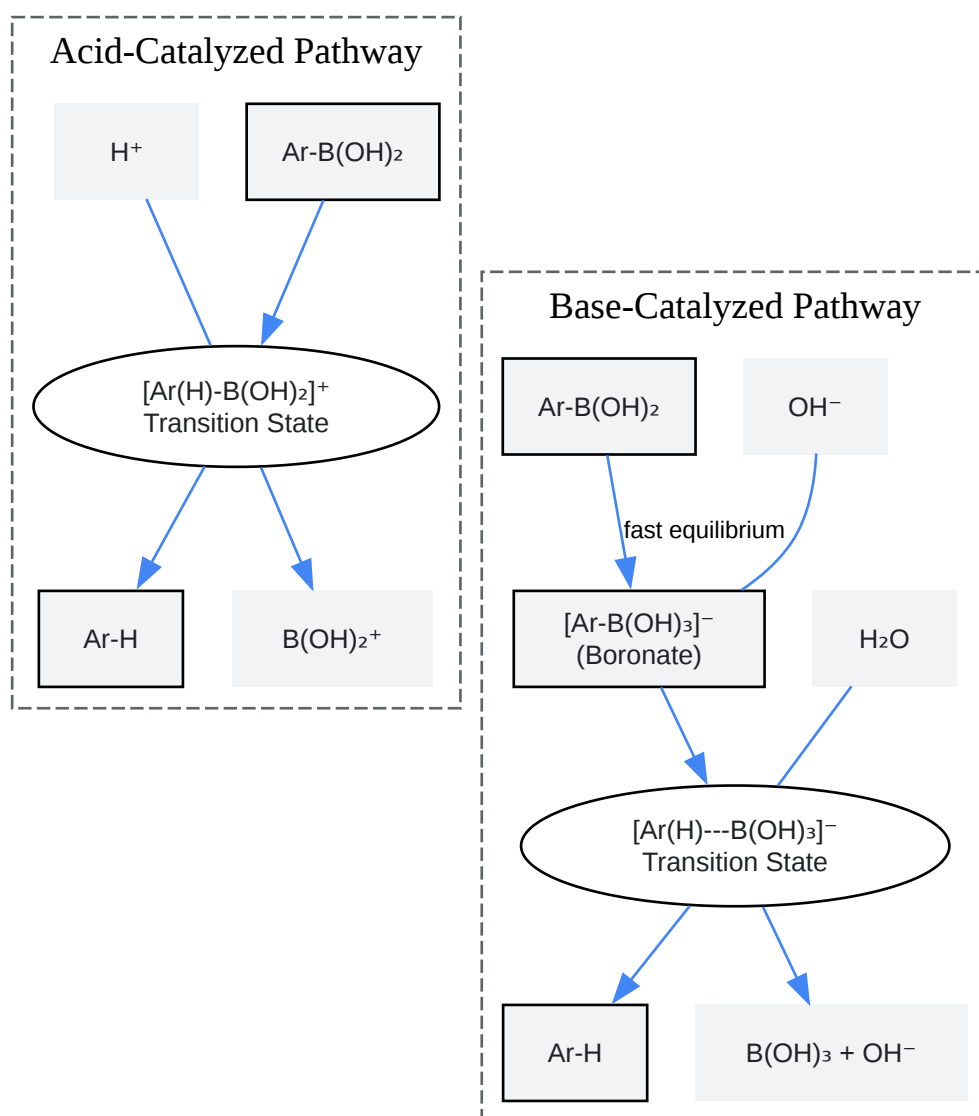 Acid-Catalyzed Pathway
H⁺
Ar-B(OH)₂
[Ar(H)-B(OH)₂]⁺
Transition State
Ar-H
B(OH)₂⁺
Base-Catalyzed Pathway
Ar-B(OH)₂
OH⁻
fast equilibrium
[Ar-B(OH)₃]⁻
(Boronate)
H₂O
[Ar(H)---B(OH)₃]⁻
Transition State
Ar-H
B(OH)₃ + OH⁻